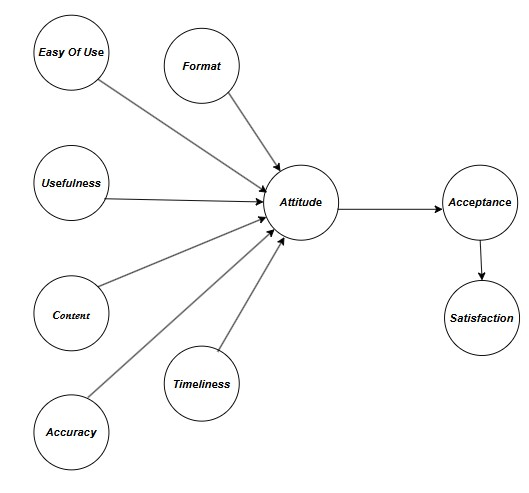 Easy Of Use
Format
Usefulness
Attitude
Acceptance
Content
Satisfaction
Timeliness
Accuracy